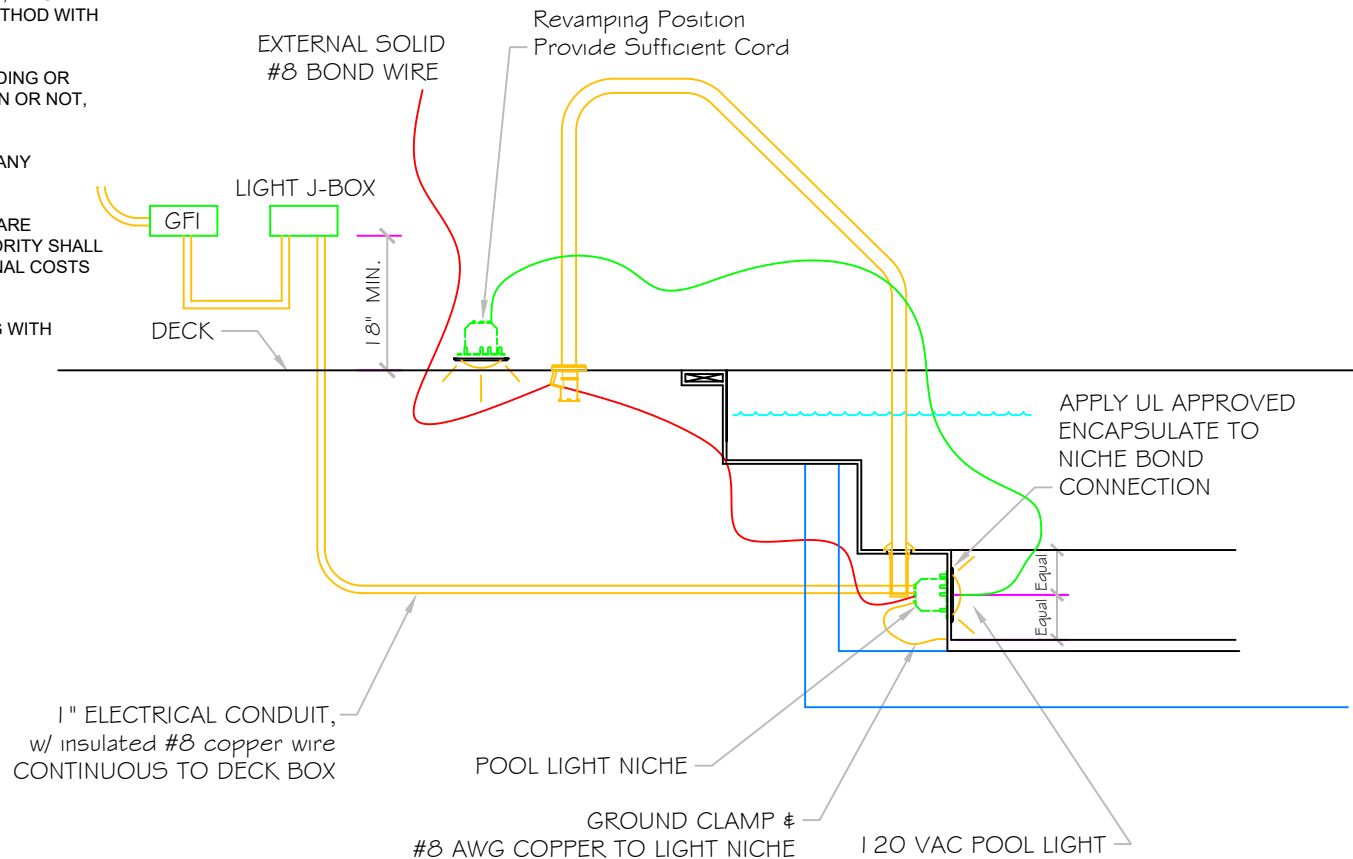 THOD WITH
DING OR
N OR NOT,
ANY
ARE
ORITY SHALL
NAL COSTS
G WITH
EXTERNAL SOLID
#8 BOND WIRE
Revamping Position
Provide Sufficient Cord
GFI
LIGHT J-BOX
18" MIN.
DECK
APPLY UL APPROVED
ENCAPSULATE TO
NICHE BOND
CONNECTION
Equal
Equal
1" ELECTRICAL CONDUIT,
w/ insulated #8 copper wire
CONTINUOUS TO DECK BOX
POOL LIGHT NICHE
GROUND CLAMP &
#8 AWG COPPER TO LIGHT NICHE
120 VAC POOL LIGHT